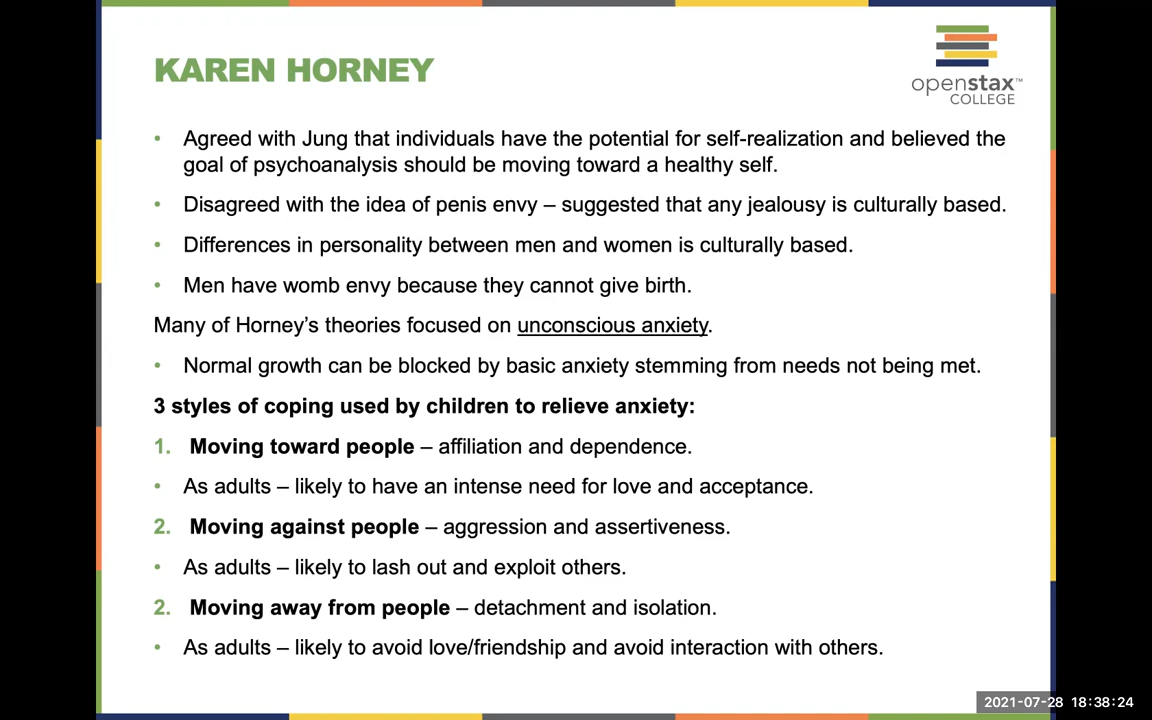 KAREN HORNEY
openstax™
COLLEGE
• Agreed with Jung that individuals have the potential for self-realization and believed the
goal of psychoanalysis should be moving toward a healthy self.
• Disagreed with the idea of penis envy – suggested that any jealousy is culturally based.
• Differences in personality between men and women is culturally based.
• Men have womb envy because they cannot give birth.
Many of Horney’s theories focused on unconscious anxiety.
• Normal growth can be blocked by basic anxiety stemming from needs not being met.
3 styles of coping used by children to relieve anxiety:
1. Moving toward people – affiliation and dependence.
• As adults – likely to have an intense need for love and acceptance.
2. Moving against people – aggression and assertiveness.
• As adults – likely to lash out and exploit others.
2. Moving away from people – detachment and isolation.
• As adults – likely to avoid love/friendship and avoid interaction with others.
2021-07-28 18:38:24